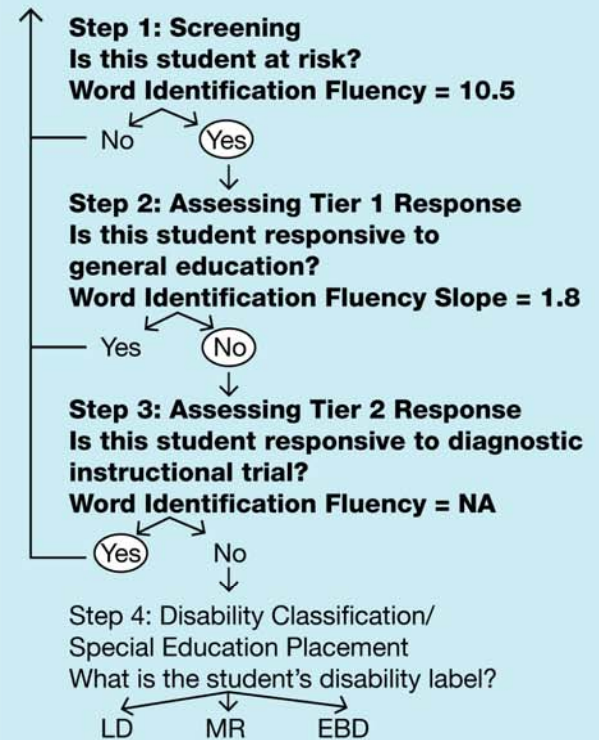 Step 1: Screening
Is this student at risk?
Word Identification Fluency = 10.5
No Yes
Step 2: Assessing Tier 1 Response
Is this student responsive to
general education?
Word Identification Fluency Slope = 1.8
Yes No
Step 3: Assessing Tier 2 Response
Is this student responsive to diagnostic
instructional trial?
Word Identification Fluency = NA
Yes No
Step 4: Disability Classification/
Special Education Placement
What is the student's disability label?
LD MR EBD